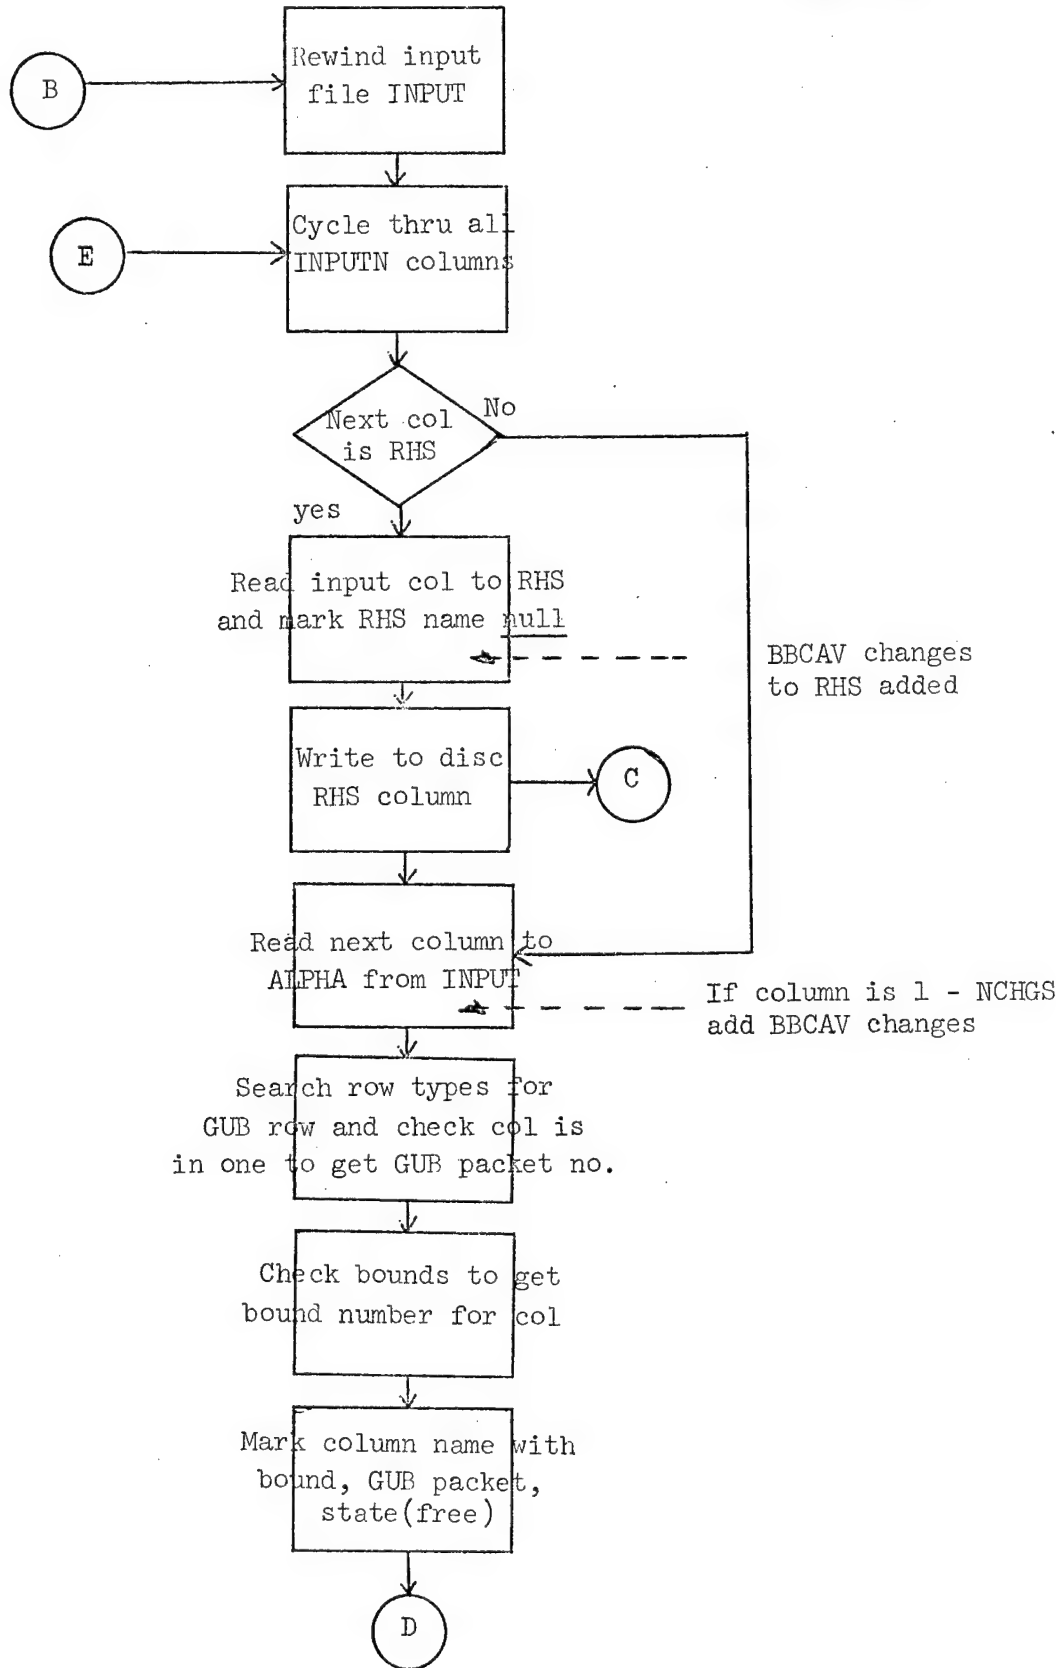 Rewind input
file INPUT
B
Cycle thru all
INPUTN columns
E
Next col
is RHS
No
yes
Read input col to RHS
and mark RHS name null
BBCAV changes
to RHS added
Write to disc
RHS column
C
Read next column to
ALPHA from INPUT
If column is 1 - NCHGS
add BBCAV changes
Search row types for
GUB row and check col is
in one to get GUB packet no.
Check bounds to get
bound number for col
Mark column name with
bound, GUB packet,
state(free)
D